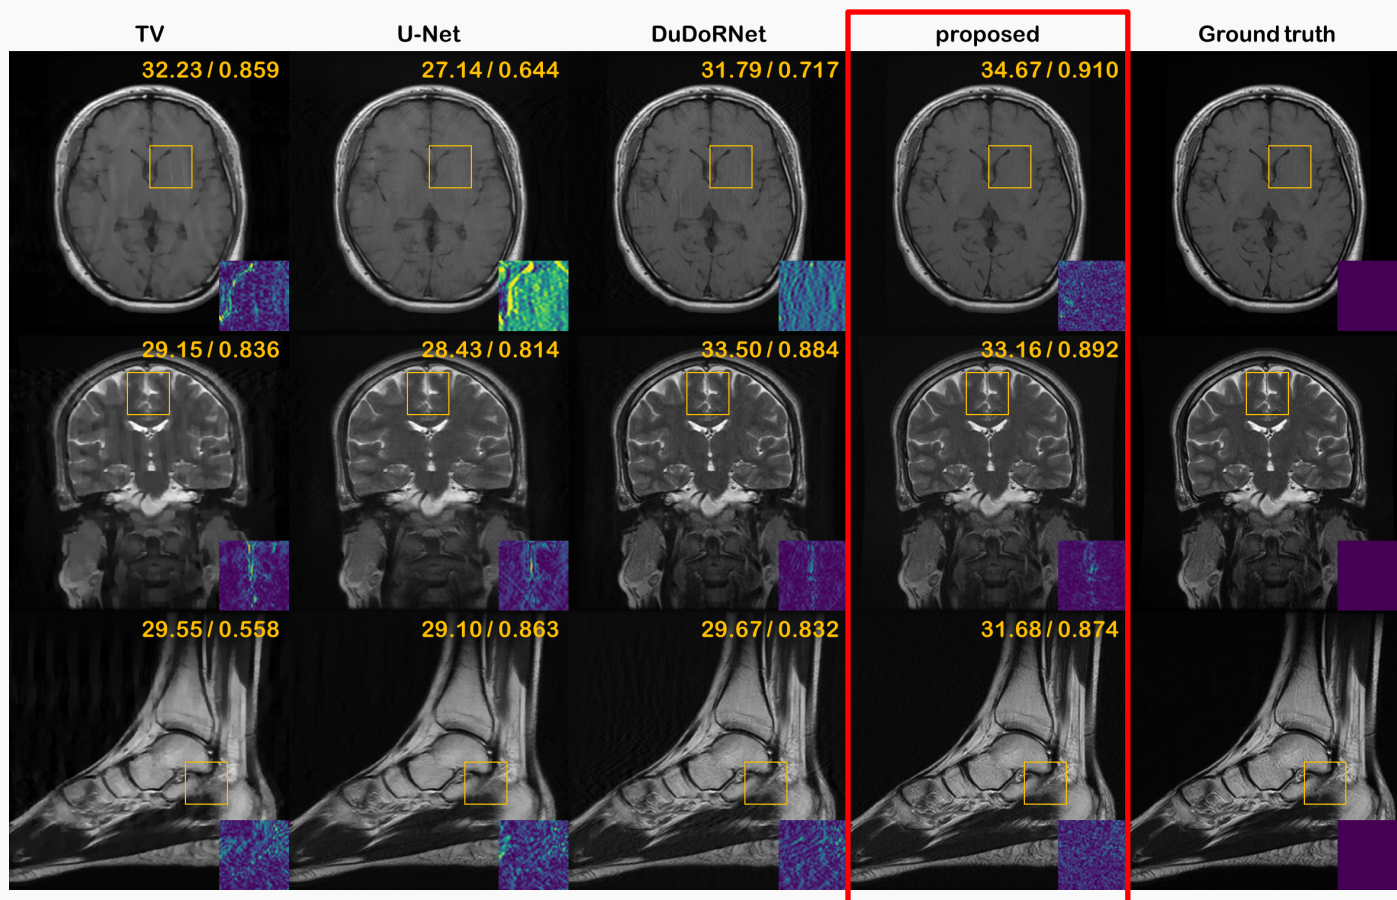 TV U-Net DuDoRNet proposed Ground truth
32.23 / 0.859 27.14 / 0.644 31.79 / 0.717 34.67 / 0.910
29.15 / 0.836 28.43 / 0.814 33.50 / 0.884 33.16 / 0.892
29.55 / 0.558 29.10 / 0.863 29.67 / 0.832 31.68 / 0.874